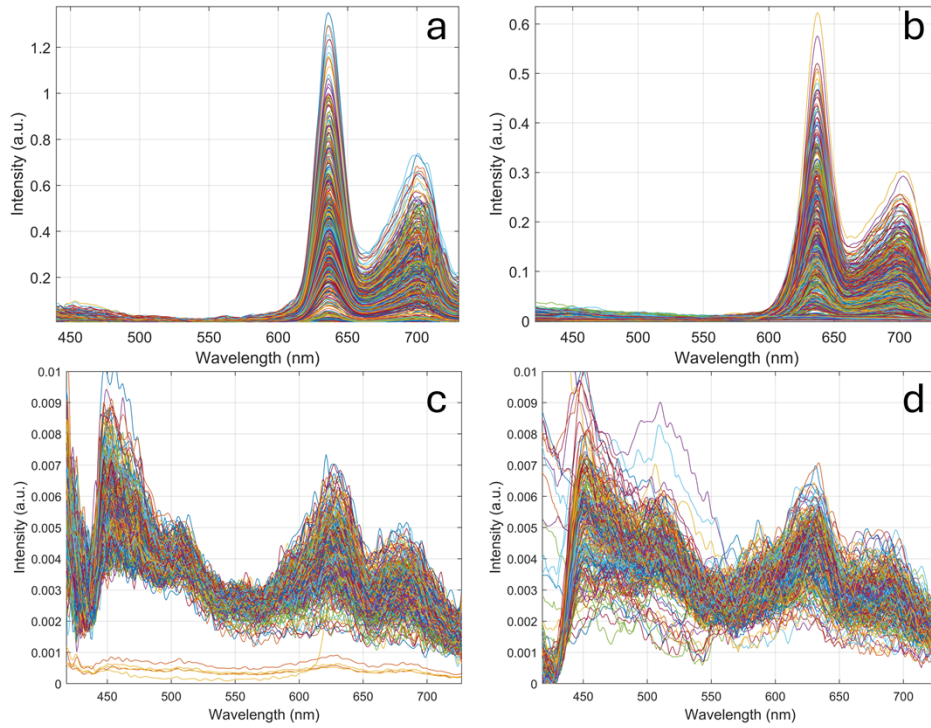 a
1.2
1
0.8
0.6
0.4
0.2
Intensity (a.u.)
450 500 550 600 650 700
Wavelength (nm)
b
0.6
0.5
0.4
0.3
0.2
0.1
0
Intensity (a.u.)
450 500 550 600 650 700
Wavelength (nm)
c
0.01
0.009
0.008
0.007
0.006
0.005
0.004
0.003
0.002
0.001
0
Intensity (a.u.)
450 500 550 600 650 700
Wavelength (nm)
d
0.01
0.009
0.008
0.007
0.006
0.005
0.004
0.003
0.002
0.001
0
Intensity (a.u.)
450 500 550 600 650 700
Wavelength (nm)